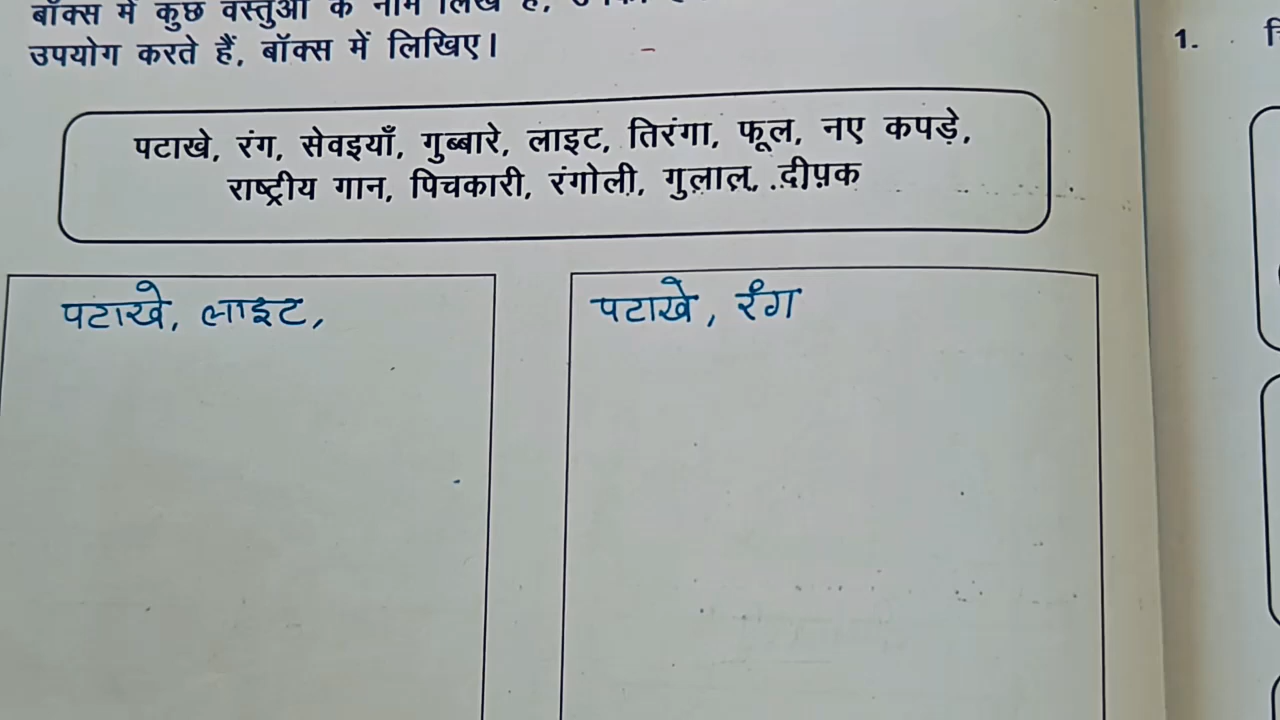 बॉक्स में कुछ वस्तुओं के नाम लिखे हैं,
उपयोग करते हैं, बॉक्स में लिखिए।
1.
पटाखे, रंग, सेवइयाँ, गुब्बारे, लाइट, तिरंगा, फूल, नए कपड़े,
राष्ट्रीय गान, पिचकारी, रंगोली, गुलाल, दीपक
पटाखे, लाइट,
पटाखे, रँग